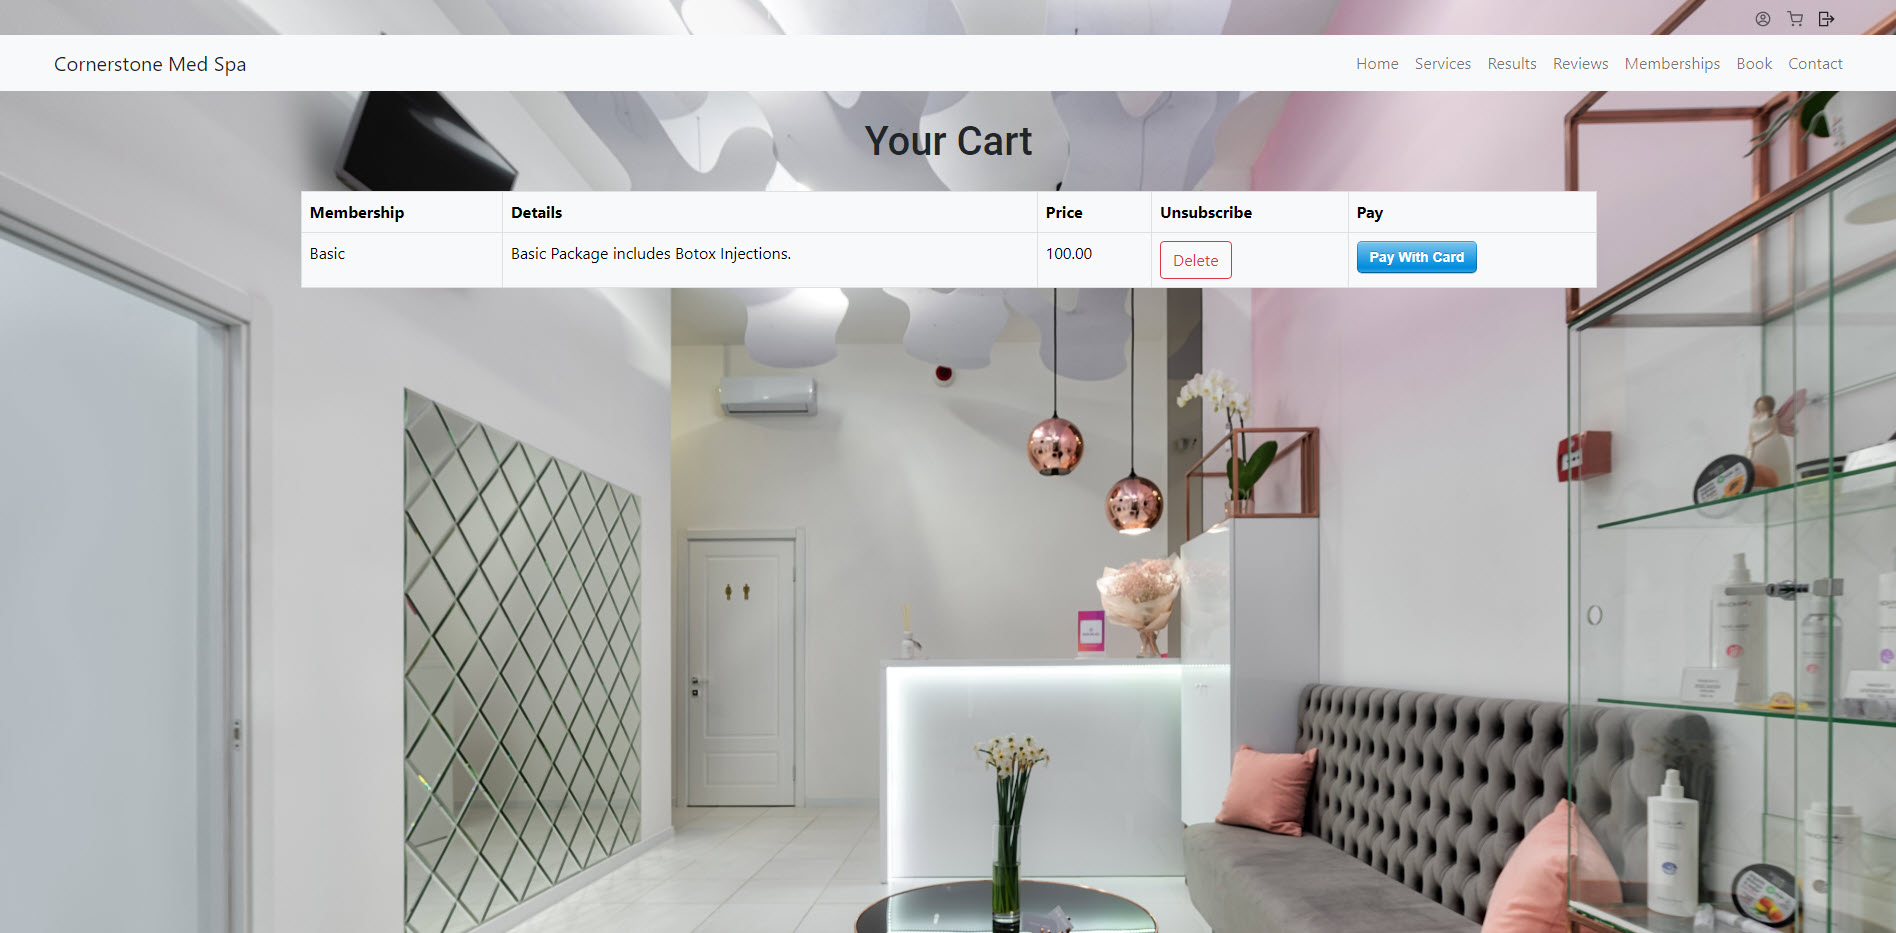 Cornerstone Med Spa
Home Services Results Reviews Memberships Book Contact
Your Cart
Membership Details Price Unsubscribe Pay
Basic Basic Package includes Botox Injections. 100.00 Delete Pay With Card